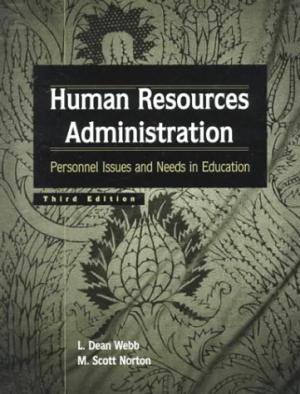 Human Resources
Administration
Personnel Issues and Needs in Education
Third Edition
L. Dean Webb
M. Scott Norton